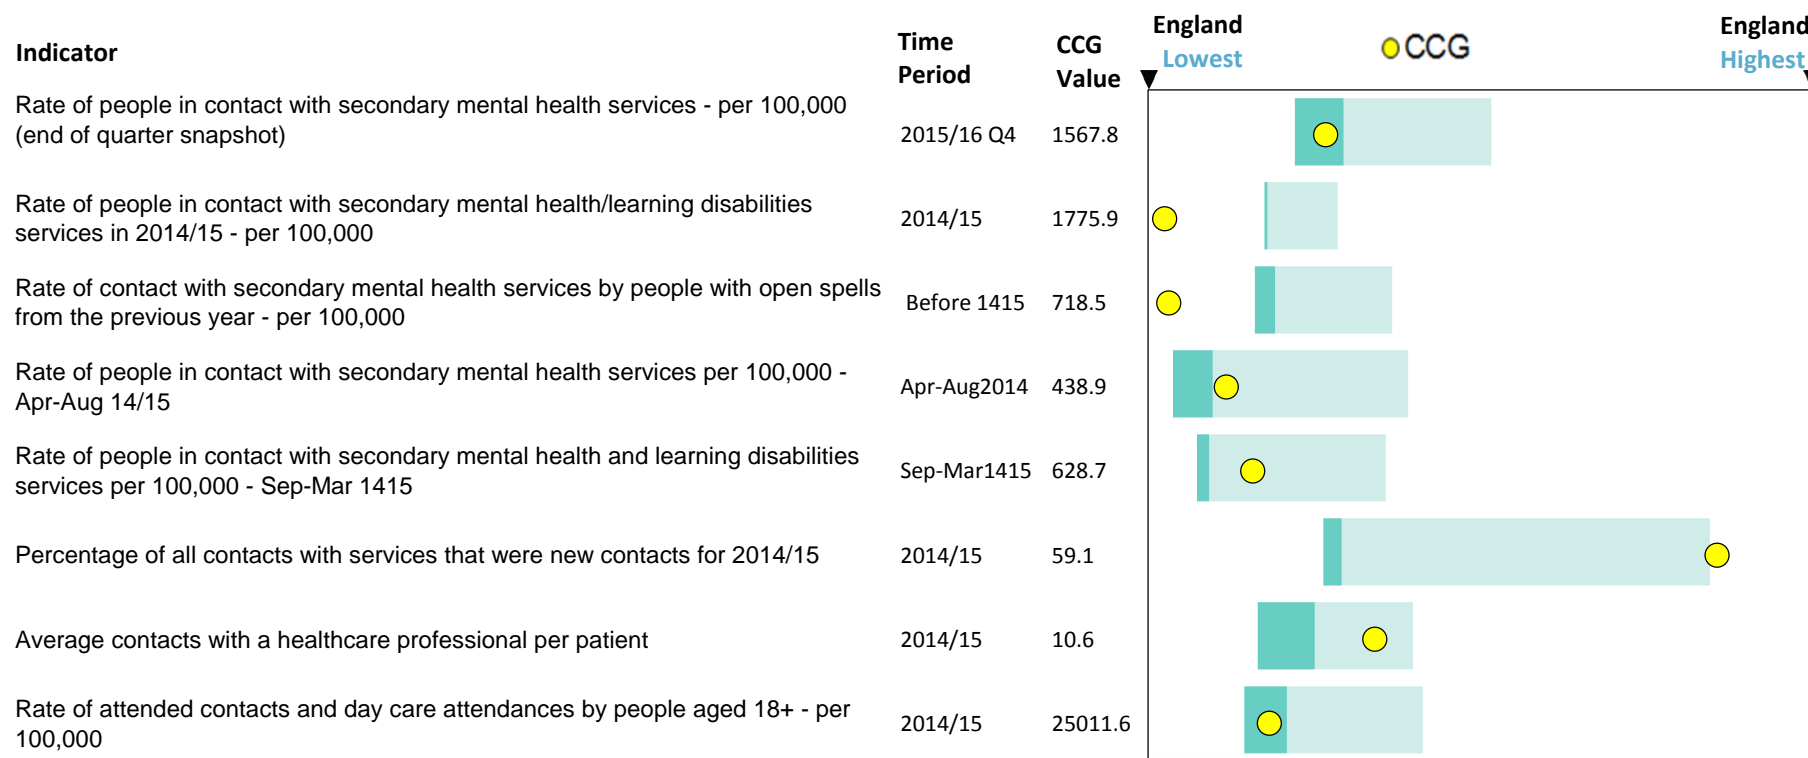 Indicator
Time
Period
CCG
Value
England
Lowest
CCG
England
Highest
Rate of people in contact with secondary mental health services - per 100,000
(end of quarter snapshot)
2015/16 Q4
1567.8
Rate of people in contact with secondary mental health/learning disabilities
services in 2014/15 - per 100,000
2014/15
1775.9
Rate of contact with secondary mental health services by people with open spells
from the previous year - per 100,000
Before 1415
718.5
Rate of people in contact with secondary mental health services per 100,000 -
Apr-Aug 14/15
Apr-Aug2014
438.9
Rate of people in contact with secondary mental health and learning disabilities
services per 100,000 - Sep-Mar 1415
Sep-Mar1415
628.7
Percentage of all contacts with services that were new contacts for 2014/15
2014/15
59.1
Average contacts with a healthcare professional per patient
2014/15
10.6
Rate of attended contacts and day care attendances by people aged 18+ - per
100,000
2014/15
25011.6